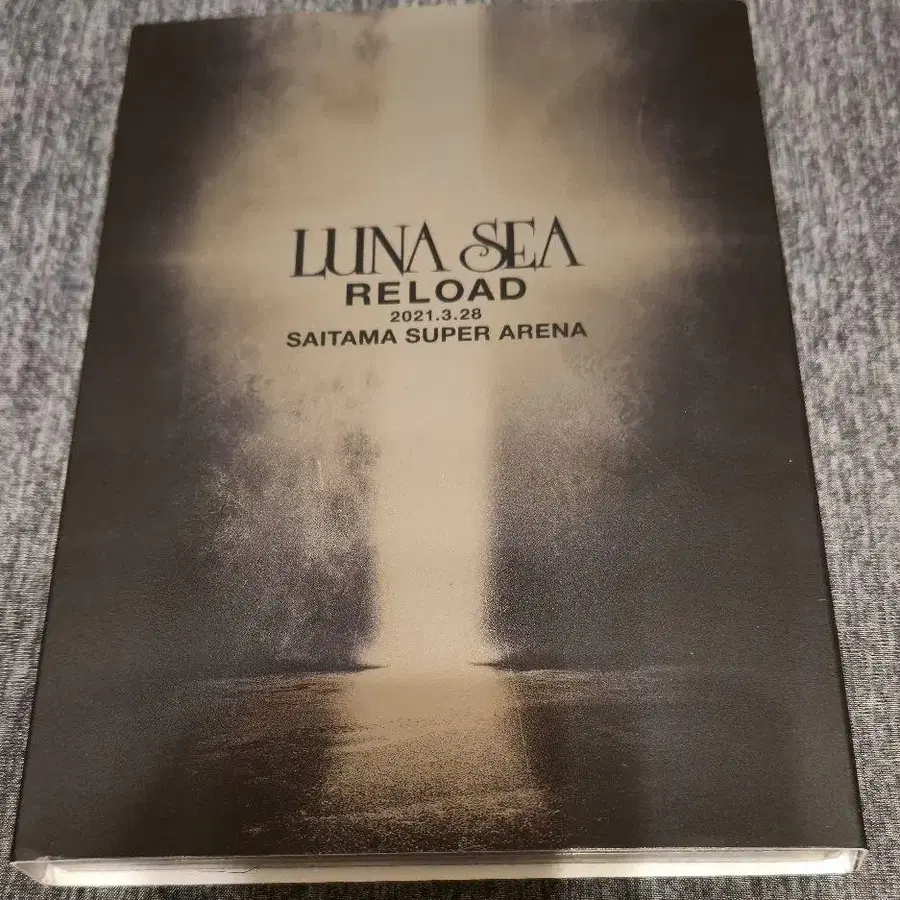 LUNA SEA
RELOAD
2021.3.28
SAITAMA SUPER ARENA